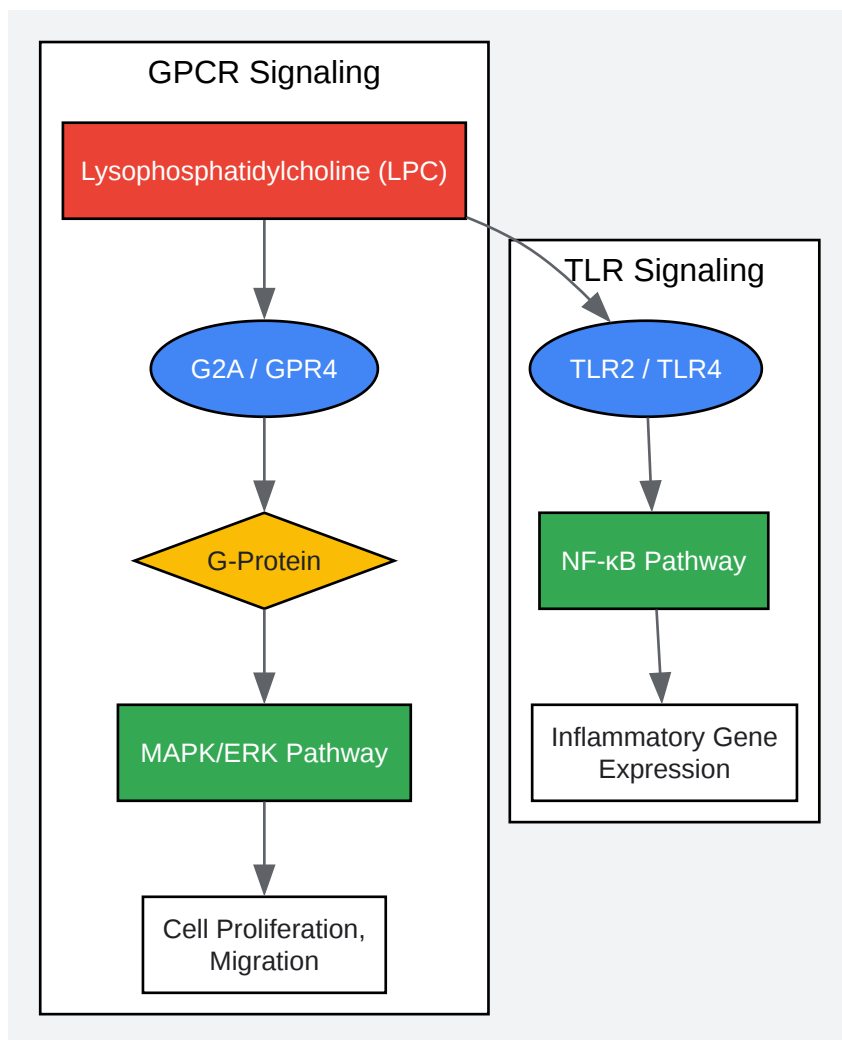 GPCR Signaling
Lysophosphatidylcholine (LPC)
G2A / GPR4
G-Protein
MAPK/ERK Pathway
Cell Proliferation,
Migration
TLR Signaling
TLR2 / TLR4
NF-κB Pathway
Inflammatory Gene
Expression